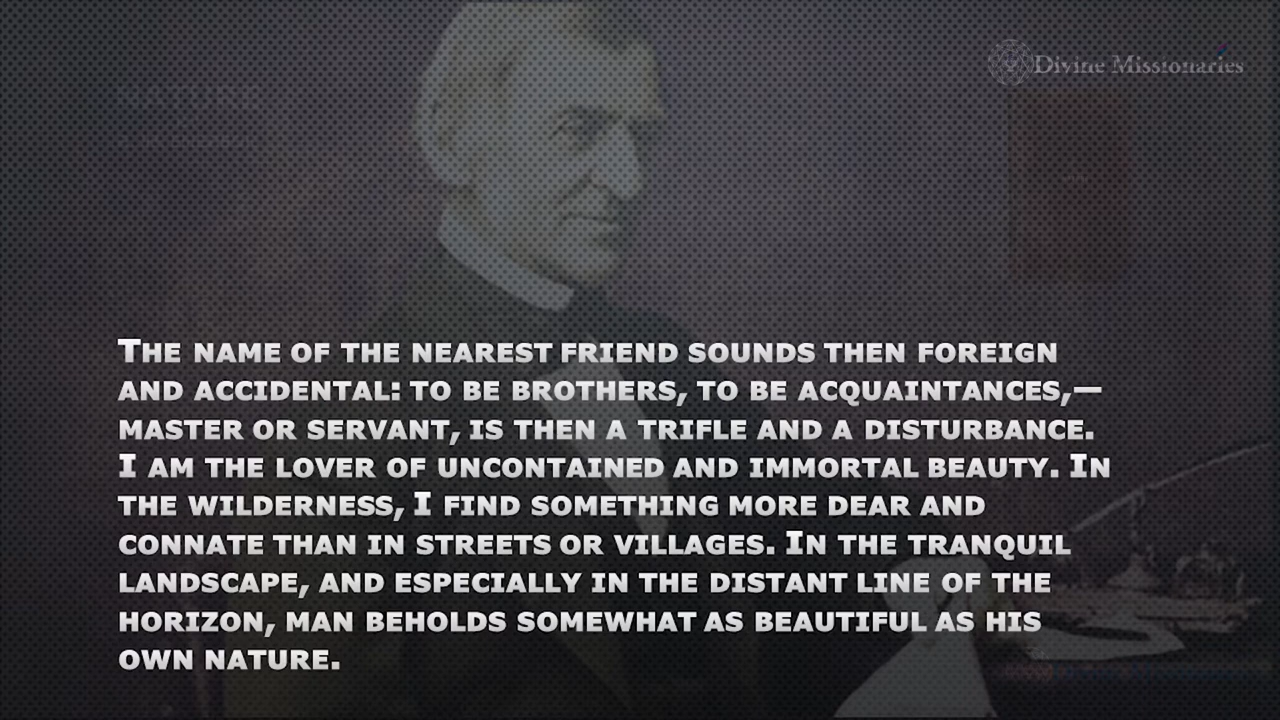 Divine Missionaries
The name of the nearest friend sounds then foreign
and accidental: to be brothers, to be acquaintances,—
master or servant, is then a trifle and a disturbance.
I am the lover of uncontained and immortal beauty. In
the wilderness, I find something more dear and
connate than in streets or villages. In the tranquil
landscape, and especially in the distant line of the
horizon, man beholds somewhat as beautiful as his
own nature.